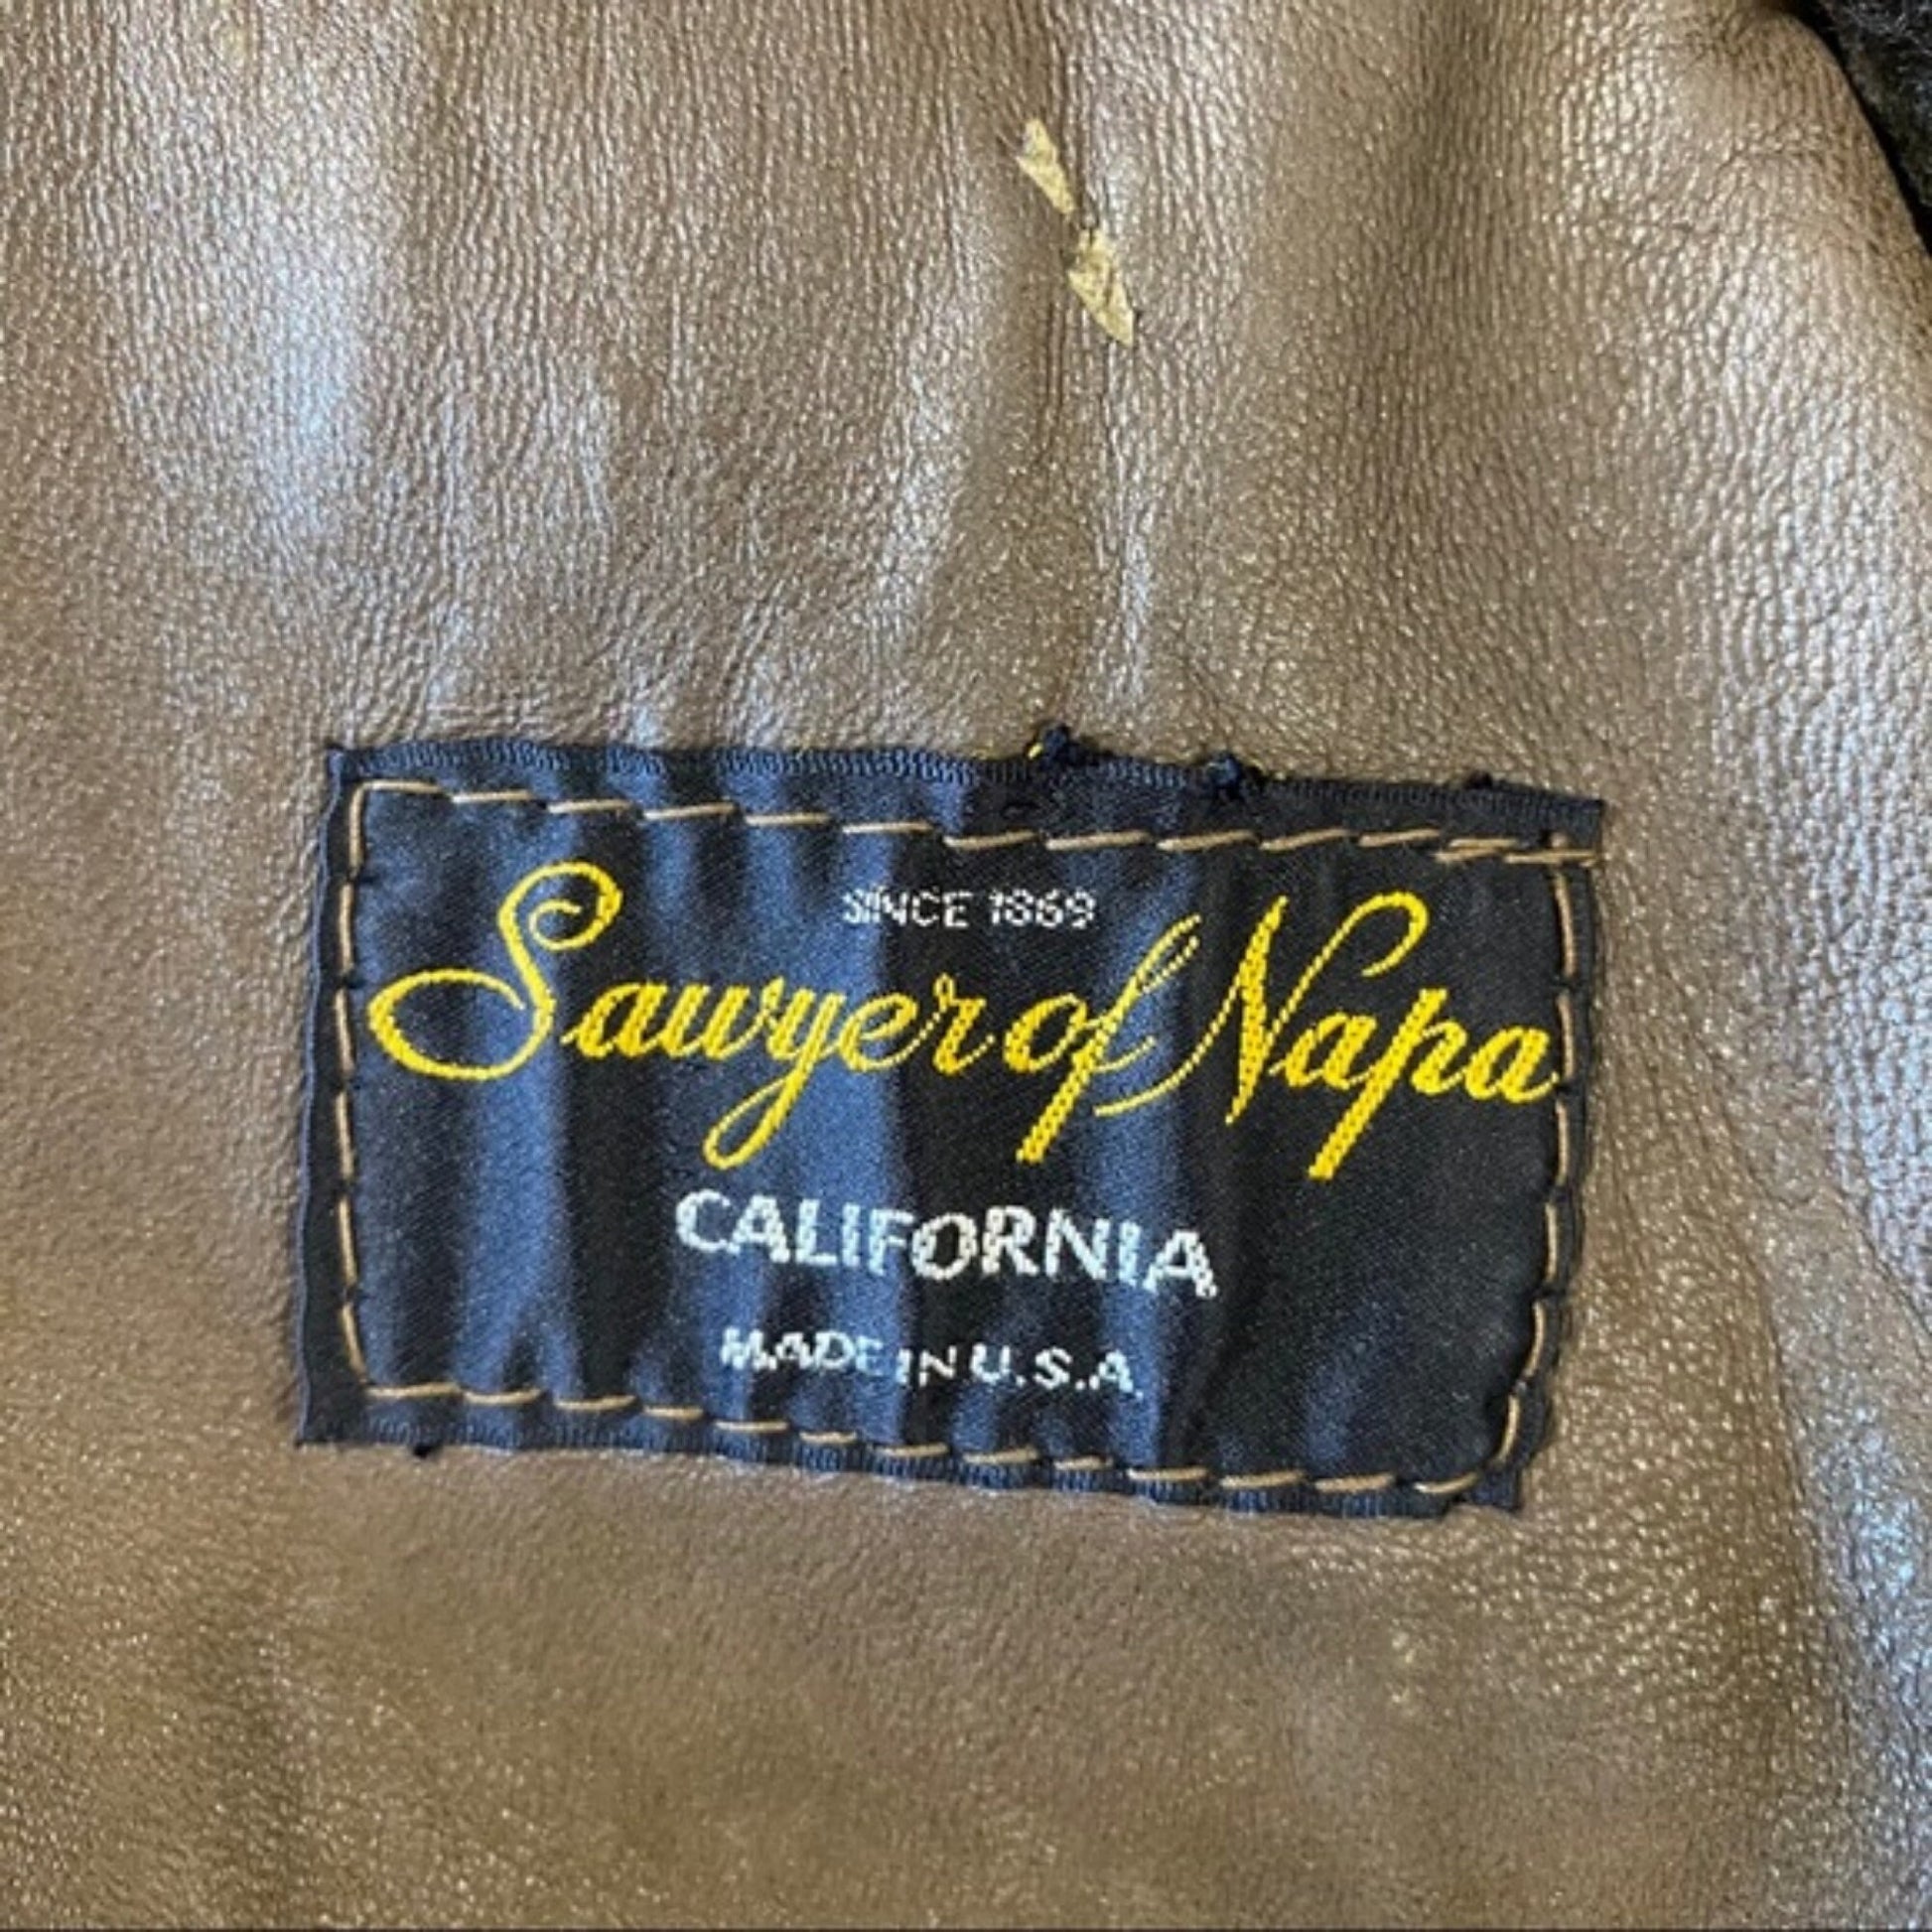 SINCE 1869
Sawyer of Napa
CALIFORNIA
MADE IN U.S.A.